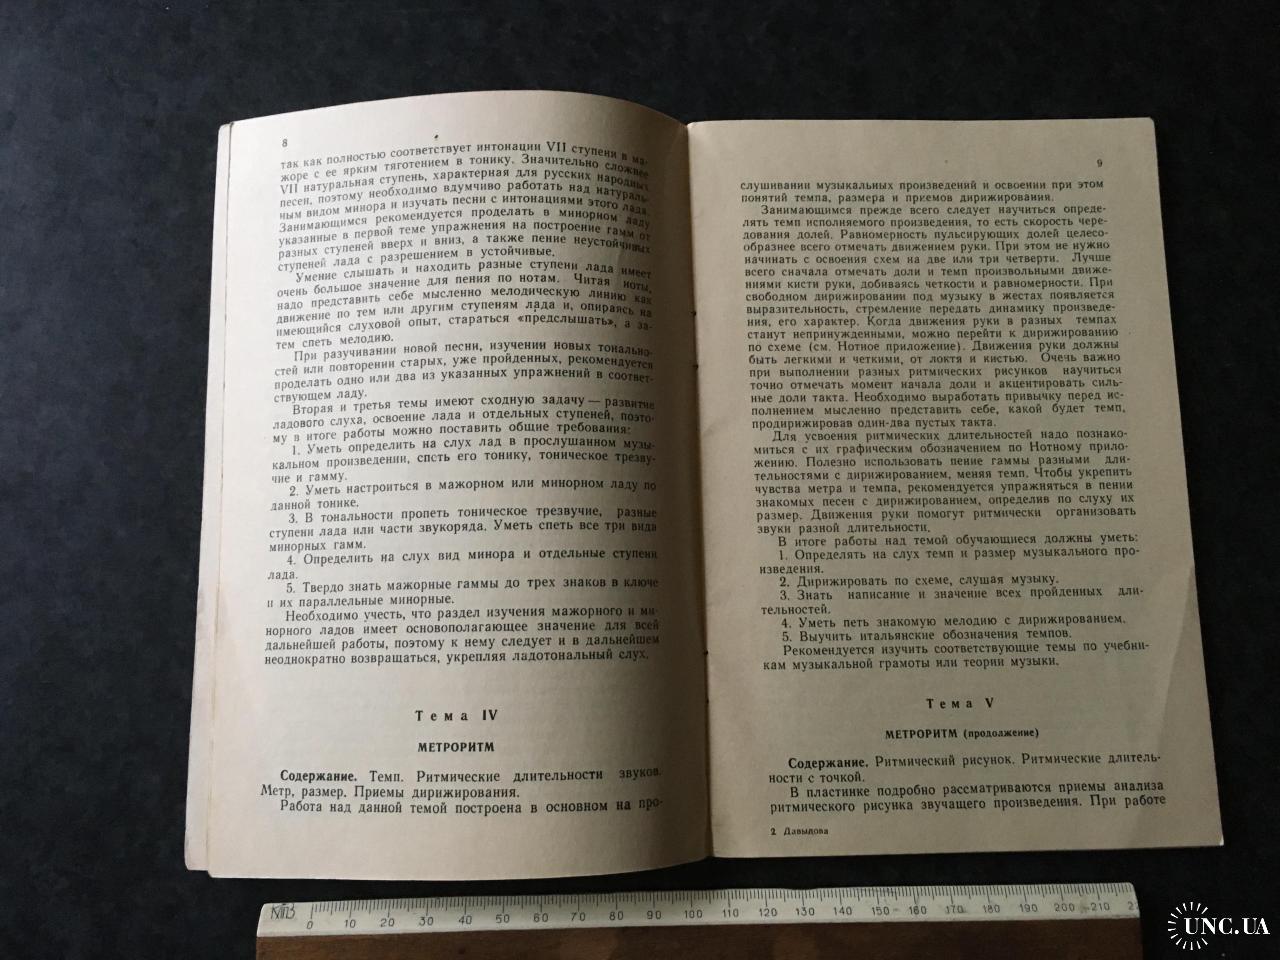 8
так как полностью соответствует интонации VII ступени в ма-
жоре с ее ярким тяготением в тонику. Значительно сложнее
VII натуральная ступень, характерная для русских народных
песен, поэтому необходимо вдумчиво работать над натураль-
ным видом минора и изучать песни с интонациями этого лада.
Занимающимся рекомендуется проделать в минорном ладу
указанные в первой теме упражнения на построение гамм от
разных ступеней вверх и вниз, а также пение неустойчивых
ступеней лада с разрешением в устойчивые.
Умение слышать и находить разные ступени лада имеет
очень большое значение для пения по нотам. Читая ноты,
надо представить себе мысленно мелодическую линию как
движение по тем или другим ступеням лада и, опираясь на
имеющийся слуховой опыт, стараться «предслышать», а за-
тем спеть мелодию.
При разучивании новой песни, изучении новых тонально-
стей или повторении старых, уже пройденных, рекомендуется
проделать одно или два из указанных упражнений в соответ-
ствующем ладу.
Вторая и третья темы имеют сходную задачу — развитие
ладового слуха, освоение лада и отдельных ступеней, поэто-
му в итоге работы можно поставить общие требования:
1. Уметь определить на слух лад в прослушанном музы-
кальном произведении, спеть его тонику, тоническое трезву-
чие и гамму.
2. Уметь настроиться в мажорном или минорном ладу по
данной тонике.
3. В тональности пропеть тоническое трезвучие, разные
ступени лада или части звукоряда. Уметь спеть все три вида
минорных гамм.
4. Определить на слух вид минора и отдельные ступени
лада.
5. Твердо знать мажорные гаммы до трех знаков в ключе
и их параллельные минорные.
Необходимо учесть, что раздел изучения мажорного и ми-
норного ладов имеет основополагающее значение для всей
дальнейшей работы, поэтому к нему следует и в дальнейшем
неоднократно возвращаться, укрепляя ладотональный слух.
Тема IV
МЕТРОРИТМ
Содержание. Темп. Ритмические длительности звуков.
Метр, размер. Приемы дирижирования.
Работа над данной темой построена в основном на про-
9
слушивании музыкальных произведений и освоении при этом
понятий темпа, размера и приемов дирижирования.
Занимающимся прежде всего следует научиться опреде-
лять темп исполняемого произведения, то есть скорость чере-
дования долей. Равномерность пульсирующих долей целесо-
образнее всего отмечать движением руки. При этом не нужно
начинать с освоения схем на две или три четверти. Лучше
всего сначала отмечать доли и темп произвольными движе-
ниями кисти руки, добиваясь четкости и равномерности. При
свободном дирижировании под музыку в жестах появляется
выразительность, стремление передать динамику произведе-
ния, его характер. Когда движения руки в разных темпах
станут непринужденными, можно перейти к дирижированию
по схеме (см. Нотное приложение). Движения руки должны
быть легкими и четкими, от локтя и кистью. Очень важно
при выполнении разных ритмических рисунков научиться
точно отмечать момент начала доли и акцентировать силь-
ные доли такта. Необходимо выработать привычку перед ис-
полнением мысленно представить себе, какой будет темп,
продирижировав один-два пустых такта.
Для усвоения ритмических длительностей надо познако-
миться с их графическим обозначением по Нотному прило-
жению. Полезно использовать пение гаммы разными дли-
тельностями с дирижированием, меняя темп. Чтобы укрепить
чувства метра и темпа, рекомендуется упражняться в пении
знакомых песен с дирижированием, определив по слуху их
размер. Движения руки помогут ритмически организовать
звуки разной длительности.
В итоге работы над темой обучающиеся должны уметь:
1. Определять на слух темп и размер музыкального про-
изведения.
2. Дирижировать по схеме, слушая музыку.
3. Знать написание и значение всех пройденных дли-
тельностей.
4. Уметь петь знакомую мелодию с дирижированием.
5. Выучить итальянские обозначения темпов.
Рекомендуется изучить соответствующие темы по учебни-
кам музыкальной грамоты или теории музыки.
Тема V
МЕТРОРИТМ (продолжение)
Содержание. Ритмический рисунок. Ритмические длитель-
ности с точкой.
В пластинке подробно рассматриваются приемы анализа
ритмического рисунка звучащего произведения. При работе
2 Давыдова
0 10 20 30 40 50 60 70 80 90 100 110 120 130 140 150 160 170 180 190 200 210
UNC.UA